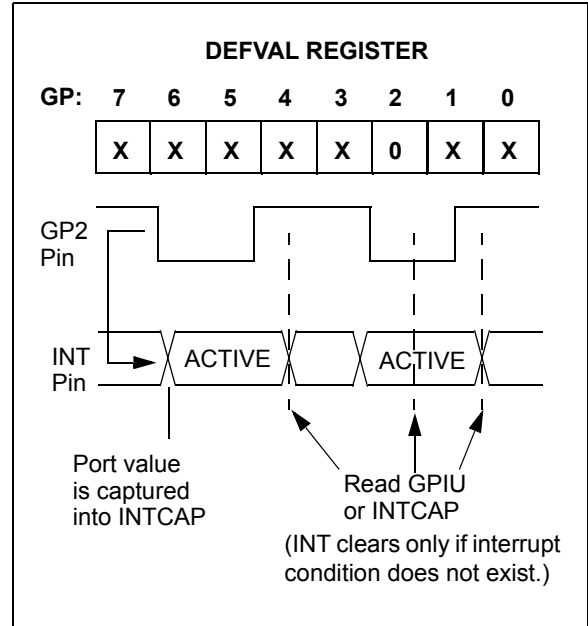 DEFVAL REGISTER
GP: 7 6 5 4 3 2 1 0
X X X X X 0 X X
GP2
Pin
INT
Pin
ACTIVE
ACTIVE
Port value
is captured
into INTCAP
Read GPIU
or INTCAP
(INT clears only if interrupt
condition does not exist.)